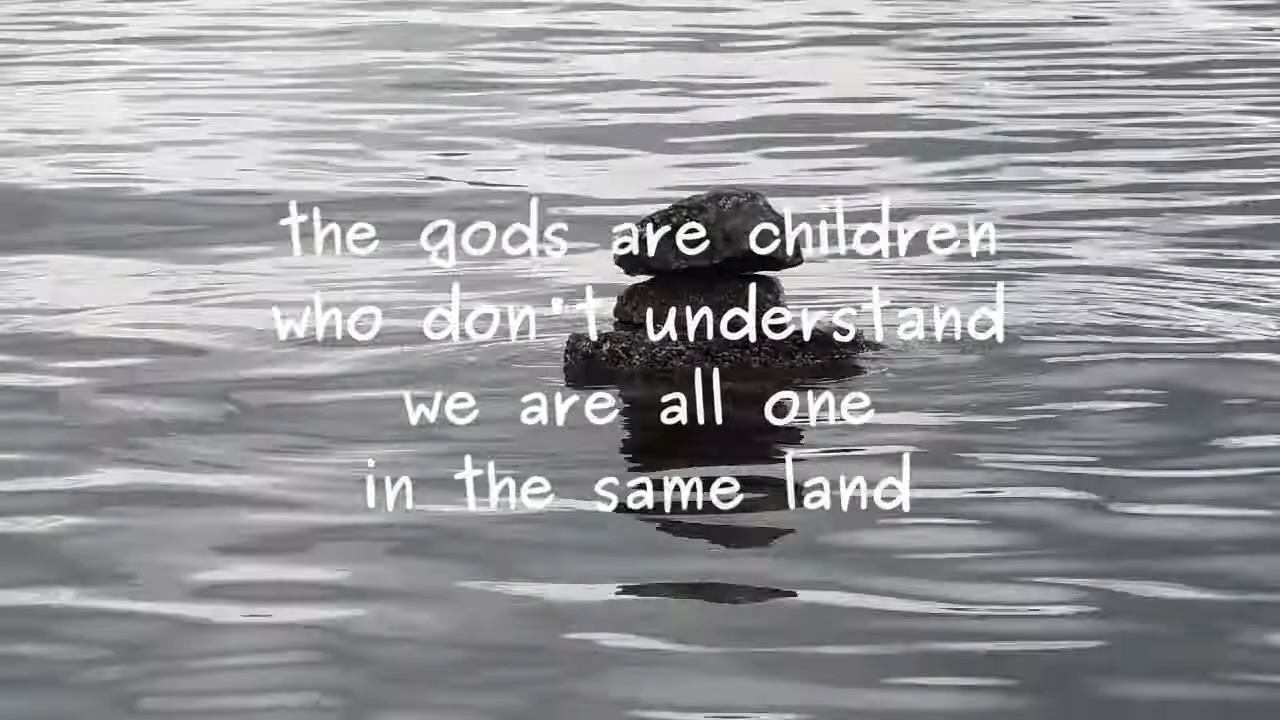 the gods are children
who don't understand
we are all one
in the same land